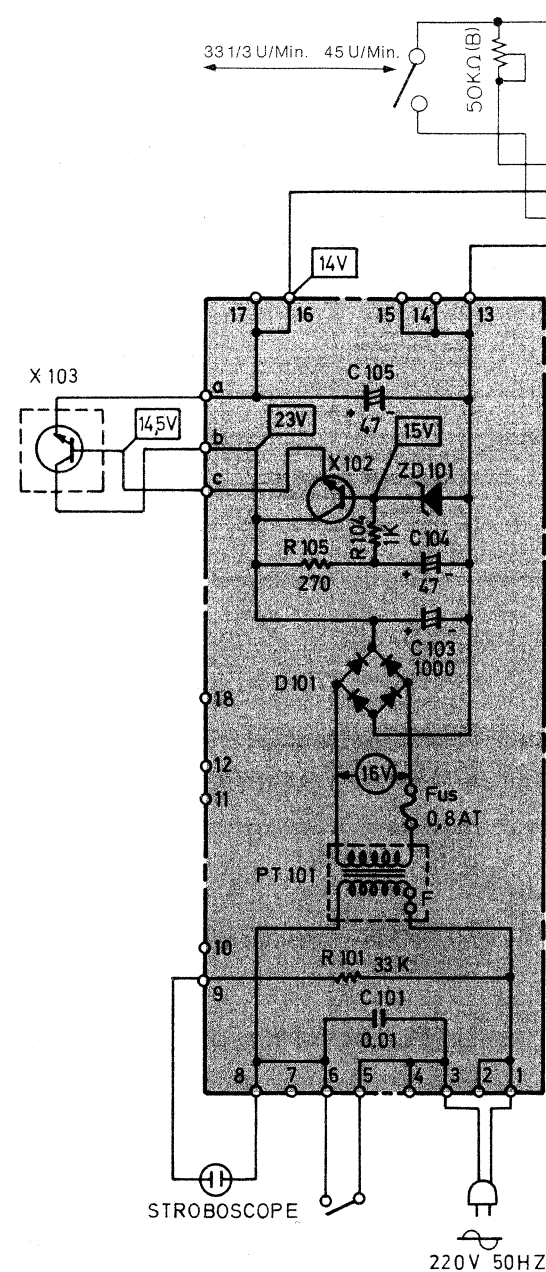 33 1/3 U/Min. 45 U/Min.
50KΩ(B)
14V
17 16 15 14 13
X 103
a
C 105
14,5V
b
23V
+ 47 -
15V
c
X 102
ZD 101
R 104
1K
R 105
270
C 104
+ 47 -
+ -
C 103
1000
D 101
18
16V
12
11
Fus
0,8 AT
PT 101
F
10
R 101 33 K
9
C 101
0,01
8 7 6 5 4 3 2 1
STROBOSCOPE
220V 50HZ